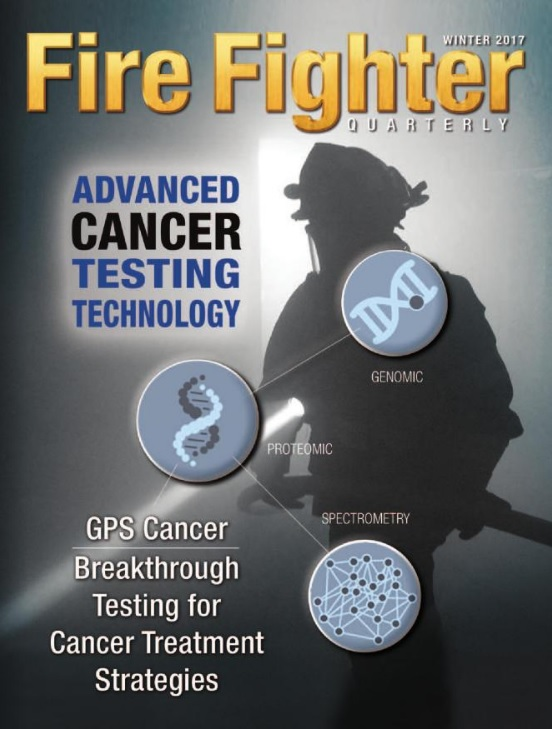 WINTER 2017
Fire Fighter
QUARTERLY
ADVANCED
CANCER
TESTING
TECHNOLOGY
GENOMIC
PROTEOMIC
SPECTROMETRY
GPS Cancer
Breakthrough
Testing for
Cancer Treatment
Strategies